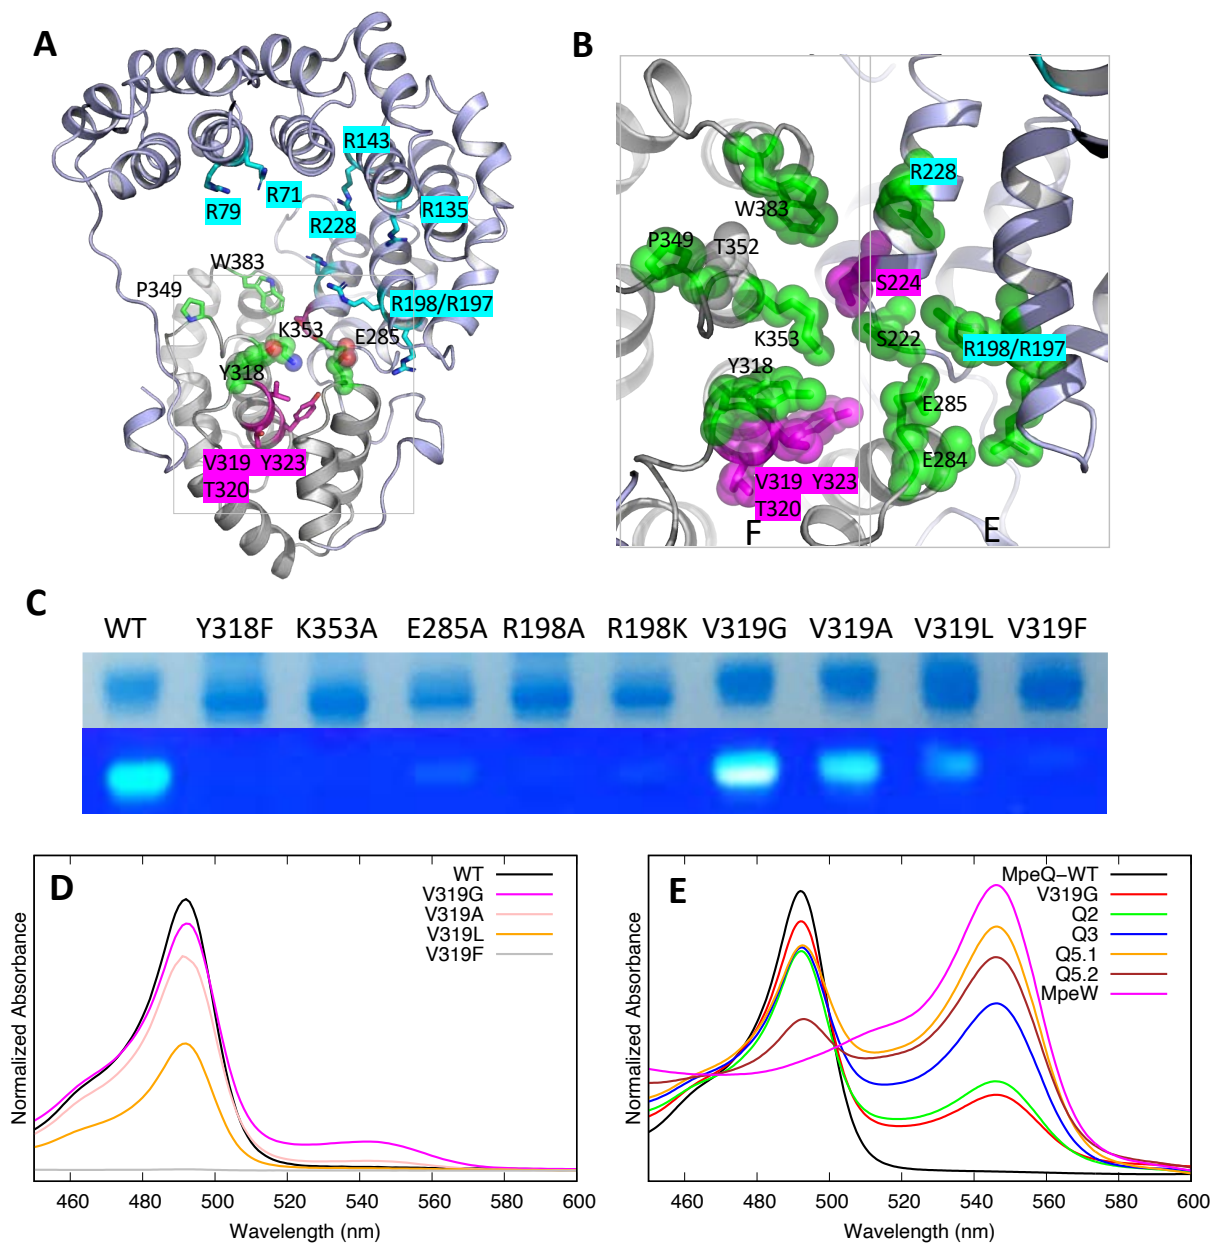 A
R143
R79
R71
R228
R135
W383
P349
R198/R197
K353
E285
Y318
V319 Y323
T320
B
R228
W383
P349
T352
S224
K353
S222
R198/R197
Y318
E285
E284
V319 Y323
T320
F
E
C
WT Y318F K353A E285A R198A R198K V319G V319A V319L V319F
D
WT
V319G
V319A
V319L
V319F
Normalized Absorbance
460 480 500 520 540 560 580 600
Wavelength (nm)
E
MpeQ-WT
V319G
Q2
Q3
Q5.1
Q5.2
MpeW
Normalized Absorbance
460 480 500 520 540 560 580 600
Wavelength (nm)